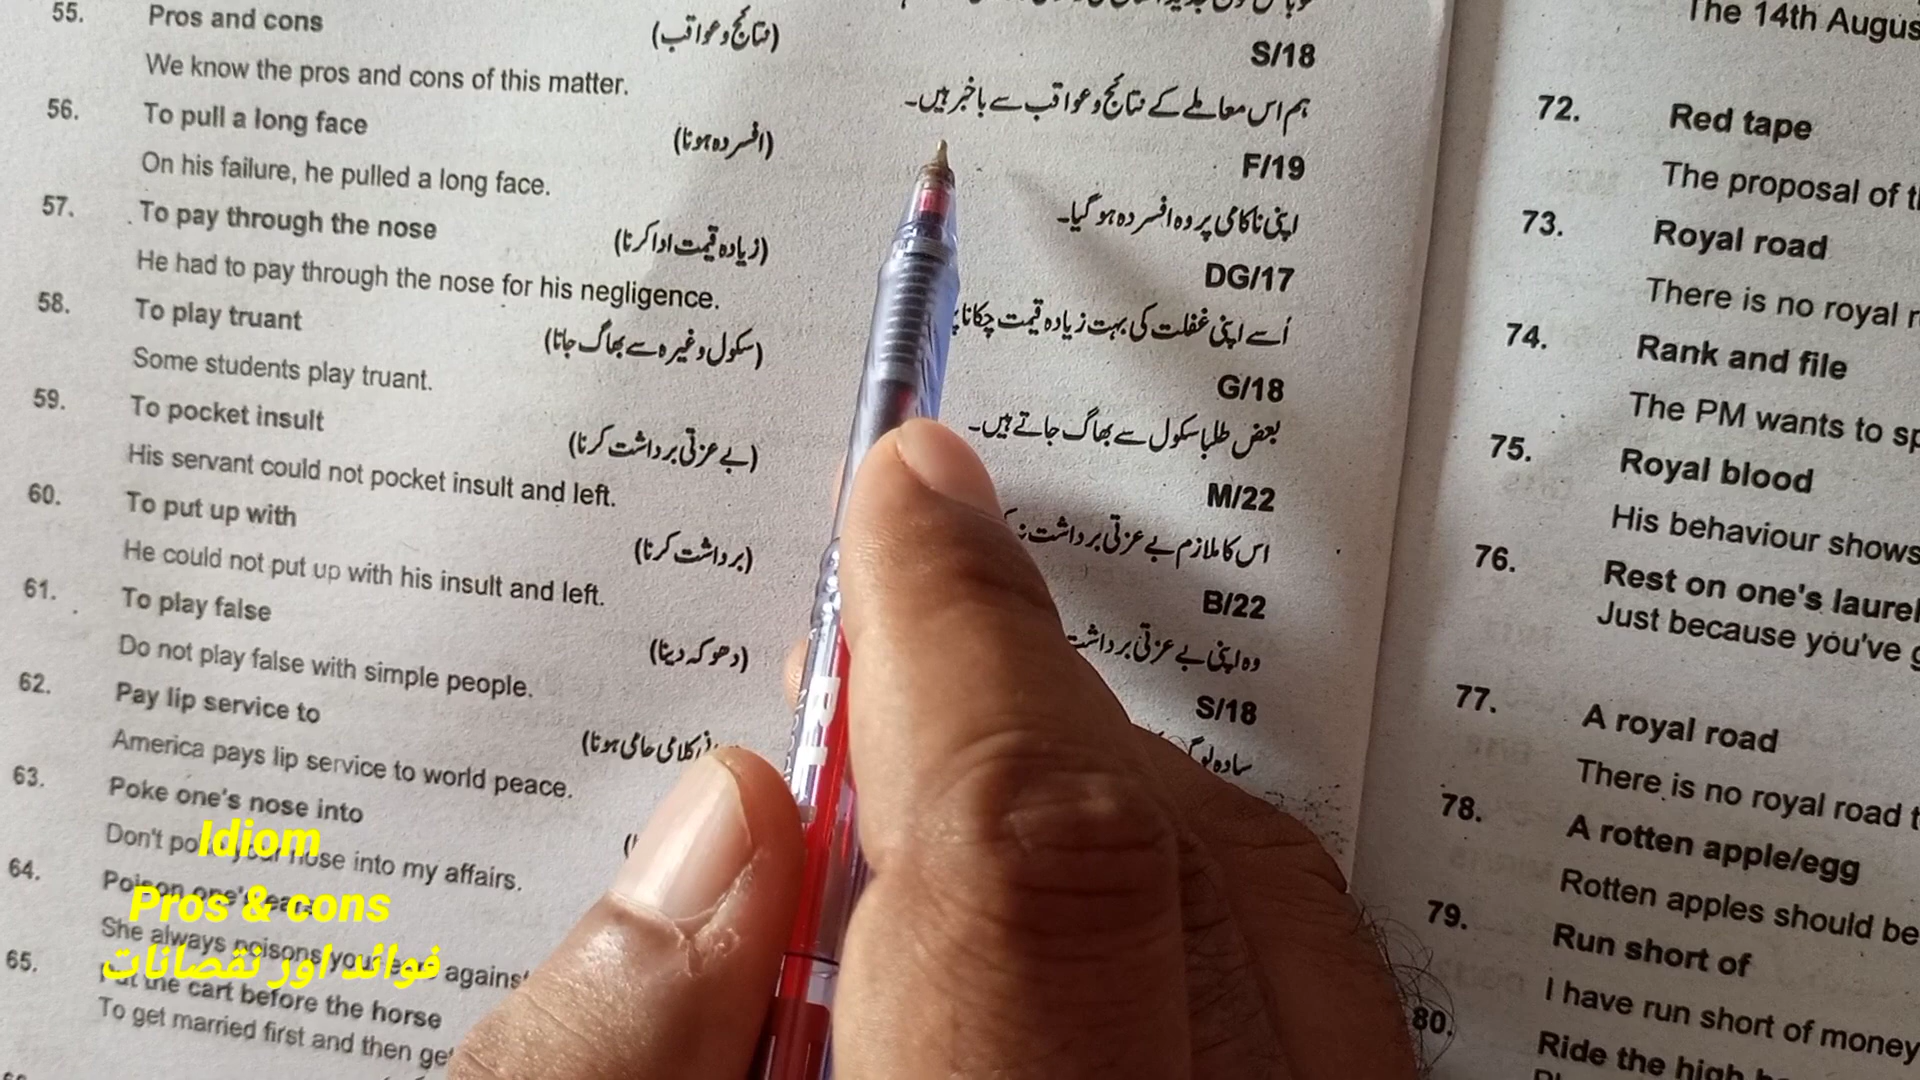 55. Pros and cons (نتائج و عواقب) S/18
We know the pros and cons of this matter. ہم اس معاملے کے نتائج و عواقب سے باخبر ہیں۔
56. To pull a long face (افسردہ ہونا) F/19
On his failure, he pulled a long face. اپنی ناکامی پر وہ افسردہ ہو گیا۔
57. To pay through the nose (زیادہ قیمت ادا کرنا) DG/17
He had to pay through the nose for his negligence. اُسے اپنی غفلت کی بہت زیادہ قیمت چکانا
58. To play truant (سکول وغیرہ سے بھاگ جانا) G/18
Some students play truant. بعض طلبا سکول سے بھاگ جاتے ہیں۔
59. To pocket insult (بے عزتی برداشت کرنا) M/22
His servant could not pocket insult and left. اس کا ملازم بے عزتی برداشت
60. To put up with (برداشت کرنا) B/22
He could not put up with his insult and left. وہ اپنی بے عزتی برداشت
61. To play false (دھوکہ دینا) S/18
Do not play false with simple people. سادہ
62. Pay lip service to کلامی حامی ہونا)
America pays lip service to world peace.
63. Poke one's nose into
Don't nose into my affairs.
64. Poison one's
She always poisons your against
65. Put the cart before the horse
To get married first and then
The 14th
72. Red tape
The proposal of
73. Royal road
There is no royal
74. Rank and file
The PM wants to
75. Royal blood
His behaviour shows
76. Rest on one's
Just because you've
77. A royal road
There is no royal road
78. A rotten apple/egg
Rotten apples should be
79. Run short of
I have run short of money
80. Ride the high
Idiom
Pros & cons
فوائد اور نقصانات